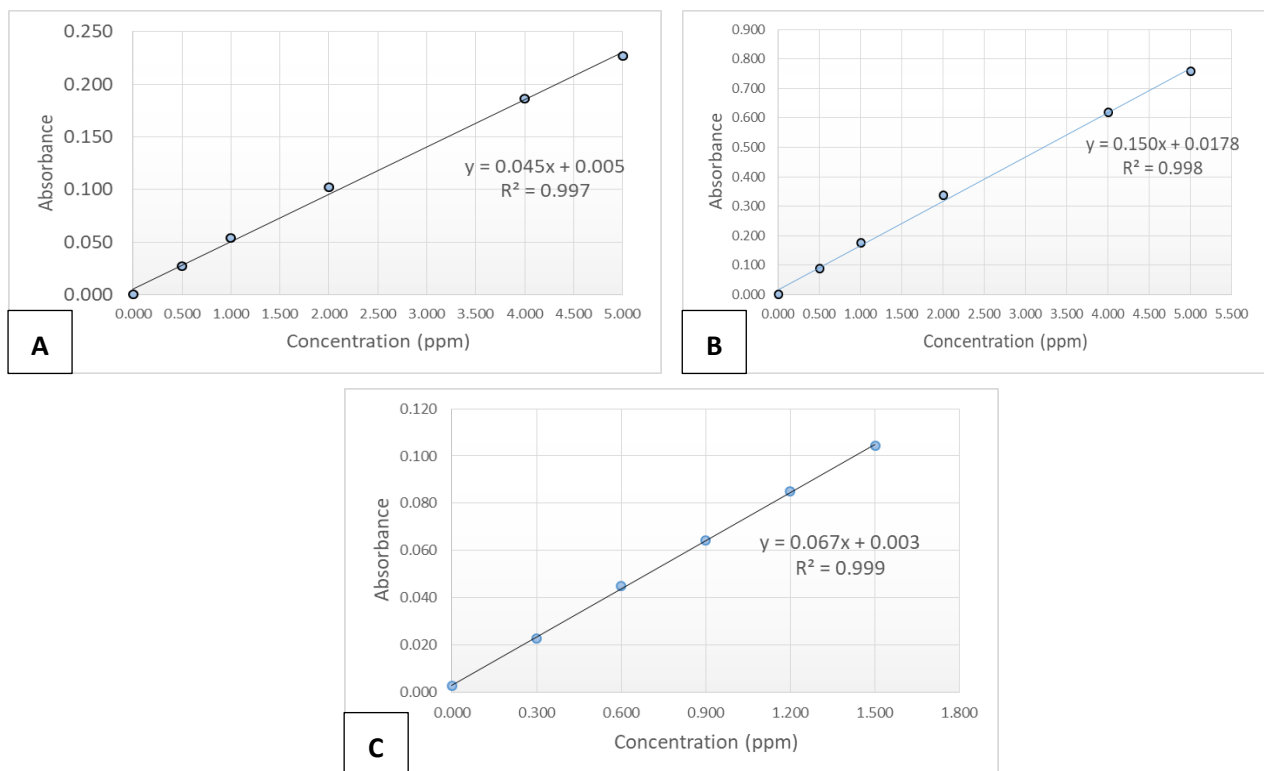 0.250
0.200
0.150
0.100
0.050
0.000
Absorbance
y = 0.045x + 0.005
R² = 0.997
0.000 0.500 1.000 1.500 2.000 2.500 3.000 3.500 4.000 4.500 5.000
Concentration (ppm)
A
0.900
0.800
0.700
0.600
0.500
0.400
0.300
0.200
0.100
0.000
Absorbance
y = 0.150x + 0.0178
R² = 0.998
0.000 0.500 1.000 1.500 2.000 2.500 3.000 3.500 4.000 4.500 5.000 5.500
Concentration (ppm)
B
0.120
0.100
0.080
0.060
0.040
0.020
0.000
Absorbance
y = 0.067x + 0.003
R² = 0.999
0.000 0.300 0.600 0.900 1.200 1.500 1.800
Concentration (ppm)
C